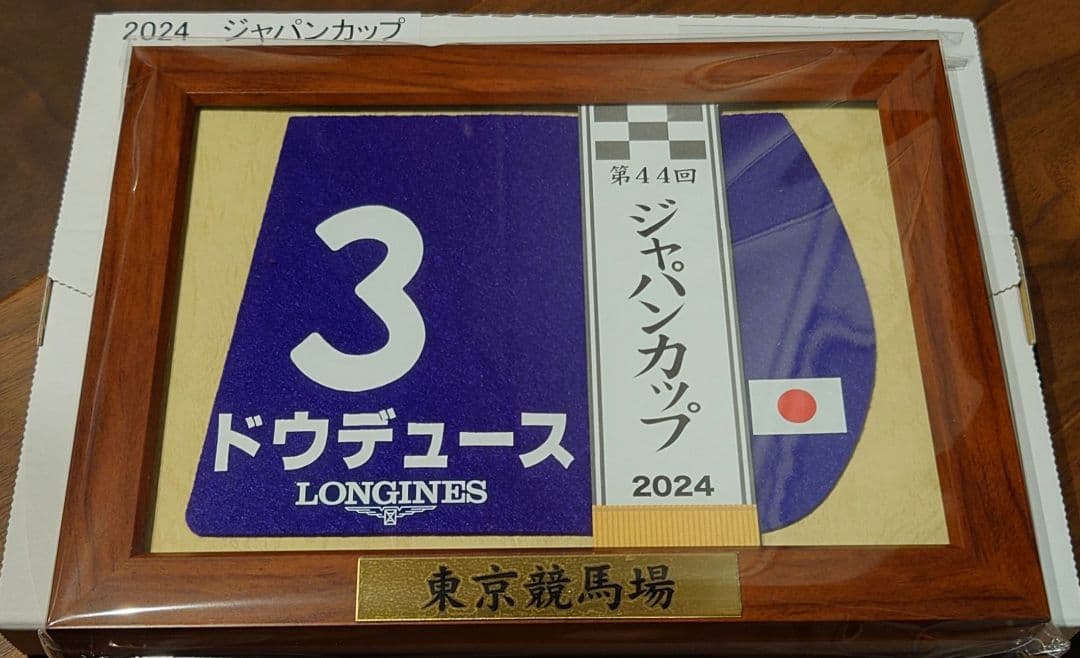 2024 ジャパンカップ
3
ドウデュース
LONGINES
第44回
ジャパンカップ
2024
東京競馬場